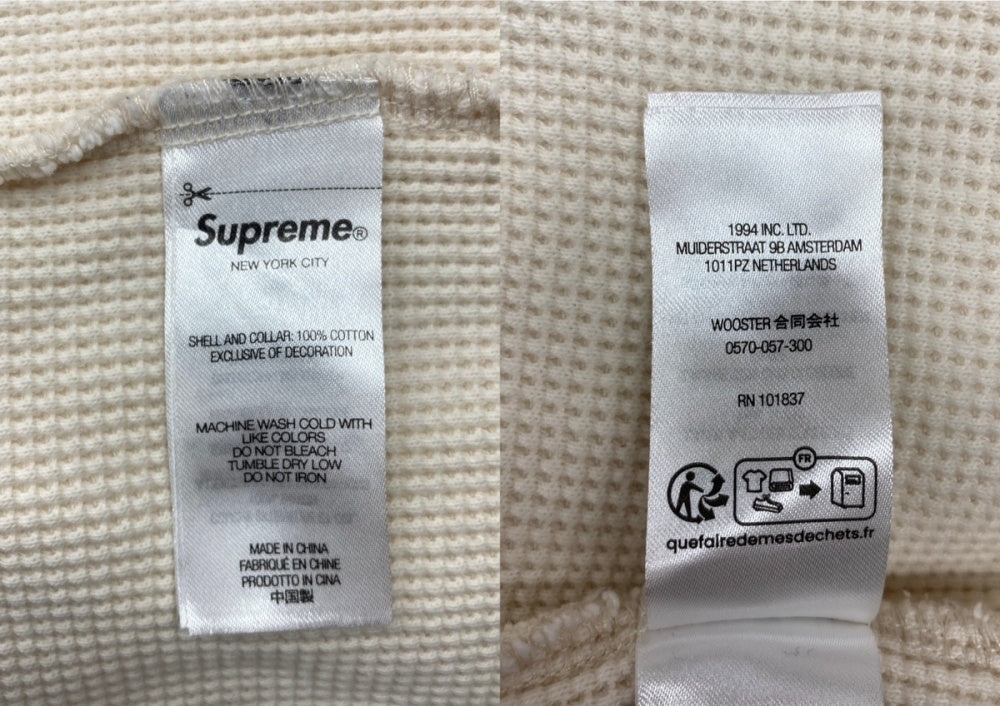 Supreme®
NEW YORK CITY
SHELL AND COLLAR: 100% COTTON
EXCLUSIVE OF DECORATION
MACHINE WASH COLD WITH
LIKE COLORS
DO NOT BLEACH
TUMBLE DRY LOW
DO NOT IRON
MADE IN CHINA
FABRIQUÉ EN CHINE
PRODOTTO IN CINA
中国製
1994 INC. LTD.
MUIDERSTRAAT 9B AMSTERDAM
1011PZ NETHERLANDS
WOOSTER 合同会社
0570-057-300
RN 101837
FR
quefairedemesdechets.fr